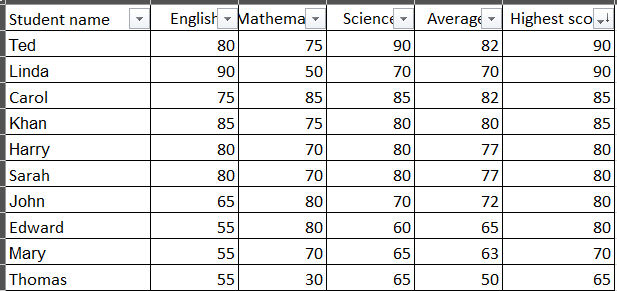 Student name English Mathema Science Average Highest sco
Ted 80 75 90 82 90
Linda 90 50 70 70 90
Carol 75 85 85 82 85
Khan 85 75 80 80 85
Harry 80 70 80 77 80
Sarah 80 70 80 77 80
John 65 80 70 72 80
Edward 55 80 60 65 80
Mary 55 70 65 63 70
Thomas 55 30 65 50 65